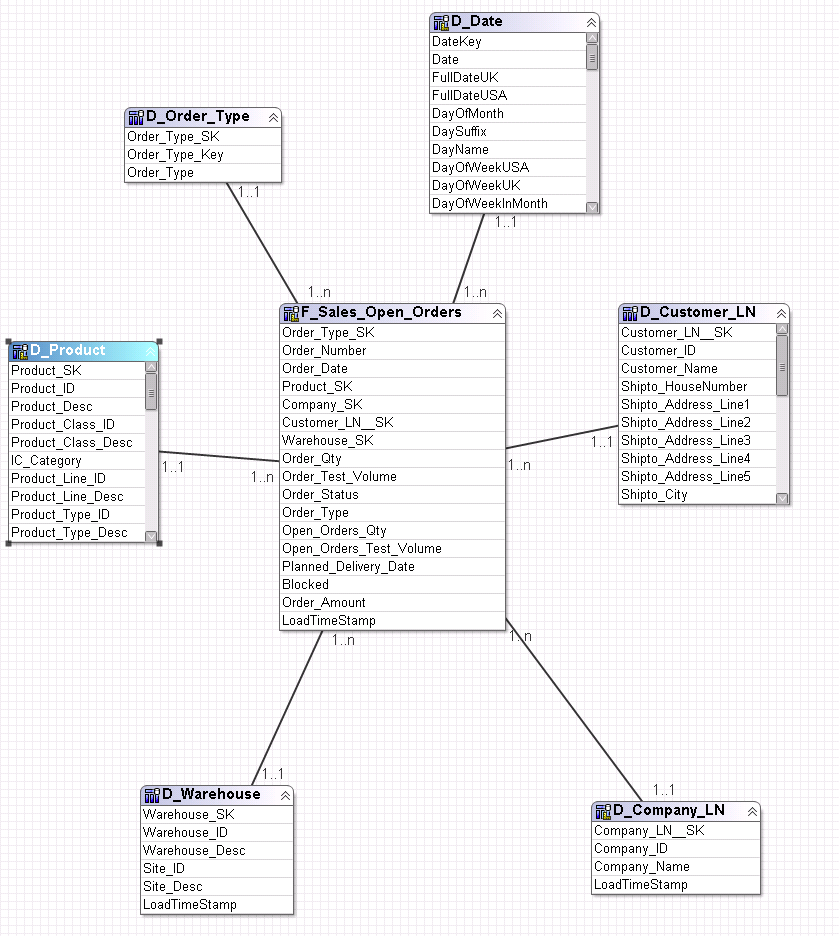 D_Date
DateKey
Date
FullDateUK
FullDateUSA
DayOfMonth
DaySuffix
DayName
DayOfWeekUSA
DayOfWeekUK
DayOfWeekInMonth
1..1
1..n
D_Order_Type
Order_Type_SK
Order_Type_Key
Order_Type
1..1
1..n
F_Sales_Open_Orders
Order_Type_SK
Order_Number
Order_Date
Product_SK
Company_SK
Customer_LN__SK
Warehouse_SK
Order_Qty
Order_Test_Volume
Order_Status
Order_Type
Open_Orders_Qty
Open_Orders_Test_Volume
Planned_Delivery_Date
Blocked
Order_Amount
LoadTimeStamp
D_Customer_LN
Customer_LN__SK
Customer_ID
Customer_Name
Shipto_HouseNumber
Shipto_Address_Line1
Shipto_Address_Line2
Shipto_Address_Line3
Shipto_Address_Line4
Shipto_Address_Line5
Shipto_City
1..1
1..n
D_Product
Product_SK
Product_ID
Product_Desc
Product_Class_ID
Product_Class_Desc
IC_Category
Product_Line_ID
Product_Line_Desc
Product_Type_ID
Product_Type_Desc
1..1
1..n
1..n
1..1
D_Warehouse
Warehouse_SK
Warehouse_ID
Warehouse_Desc
Site_ID
Site_Desc
LoadTimeStamp
1..n
1..1
D_Company_LN
Company_LN__SK
Company_ID
Company_Name
LoadTimeStamp